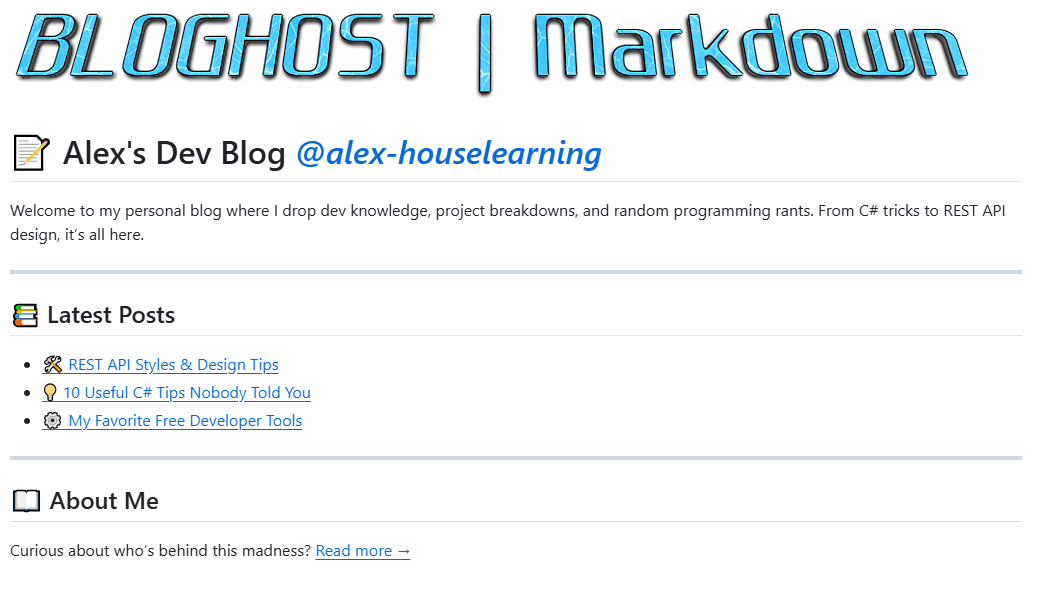 BLOGHOST | Markdown
📝 Alex's Dev Blog @alex-houselearning
Welcome to my personal blog where I drop dev knowledge, project breakdowns, and random programming rants. From C# tricks to REST API
design, it’s all here.
📚 Latest Posts
• 🛠 REST API Styles & Design Tips
• 💡 10 Useful C# Tips Nobody Told You
• ⚙ My Favorite Free Developer Tools
📖 About Me
Curious about who’s behind this madness? Read more →